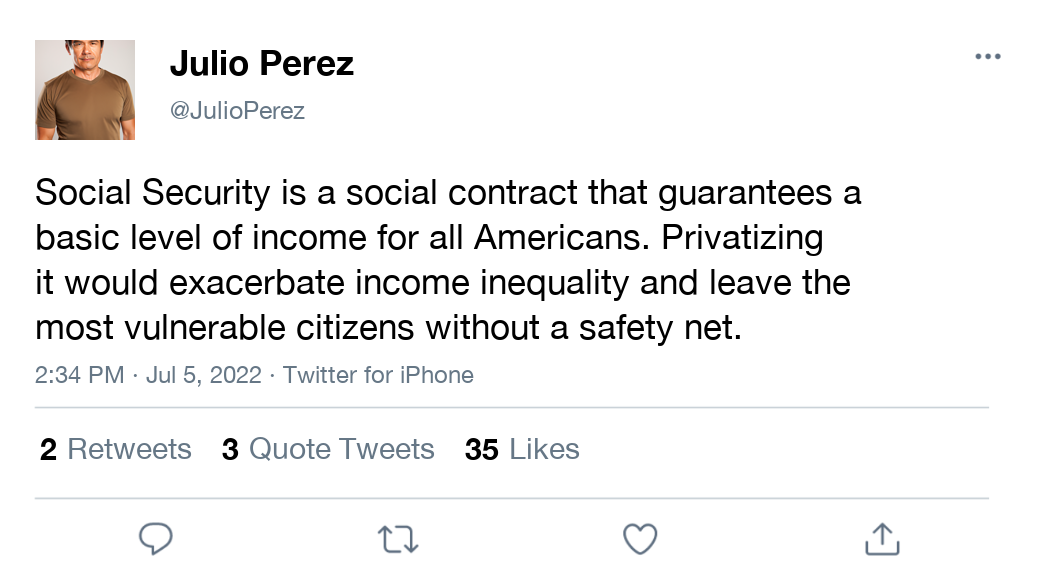 Julio Perez
@JulioPerez
Social Security is a social contract that guarantees a
basic level of income for all Americans. Privatizing
it would exacerbate income inequality and leave the
most vulnerable citizens without a safety net.
2:34 PM · Jul 5, 2022 · Twitter for iPhone
2 Retweets 3 Quote Tweets 35 Likes